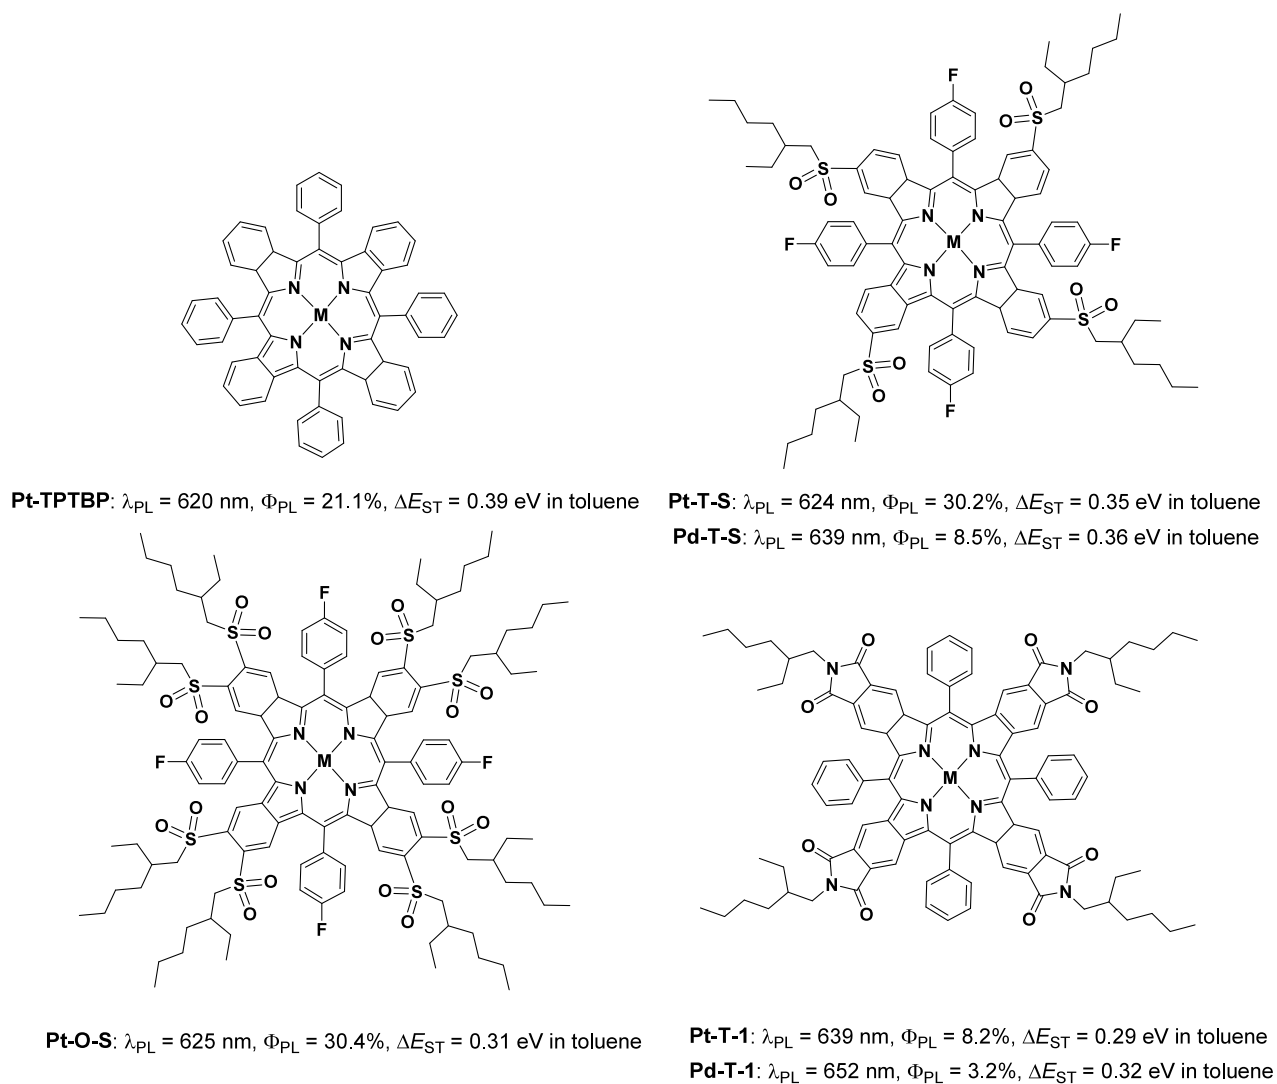 F
O
O
S
S
O
O
N
N
F
M
F
M
N
N
N
N
O
S
O
N
N
S
O
O
F
Pt-TPTBP: λPL = 620 nm, ΦPL = 21.1%, ΔEST = 0.39 eV in toluene
Pt-T-S: λPL = 624 nm, ΦPL = 30.2%, ΔEST = 0.35 eV in toluene
Pd-T-S: λPL = 639 nm, ΦPL = 8.5%, ΔEST = 0.36 eV in toluene
F
O
S
O
O
S
O
O
S
O
S
O
O
N
N
F
M
F
N
N
O
O
S
S
O
O
O
S
O
O
S
O
F
O
N
O
O
N
O
N
N
M
N
N
O
N
O
O
N
O
Pt-O-S: λPL = 625 nm, ΦPL = 30.4%, ΔEST = 0.31 eV in toluene
Pt-T-1: λPL = 639 nm, ΦPL = 8.2%, ΔEST = 0.29 eV in toluene
Pd-T-1: λPL = 652 nm, ΦPL = 3.2%, ΔEST = 0.32 eV in toluene